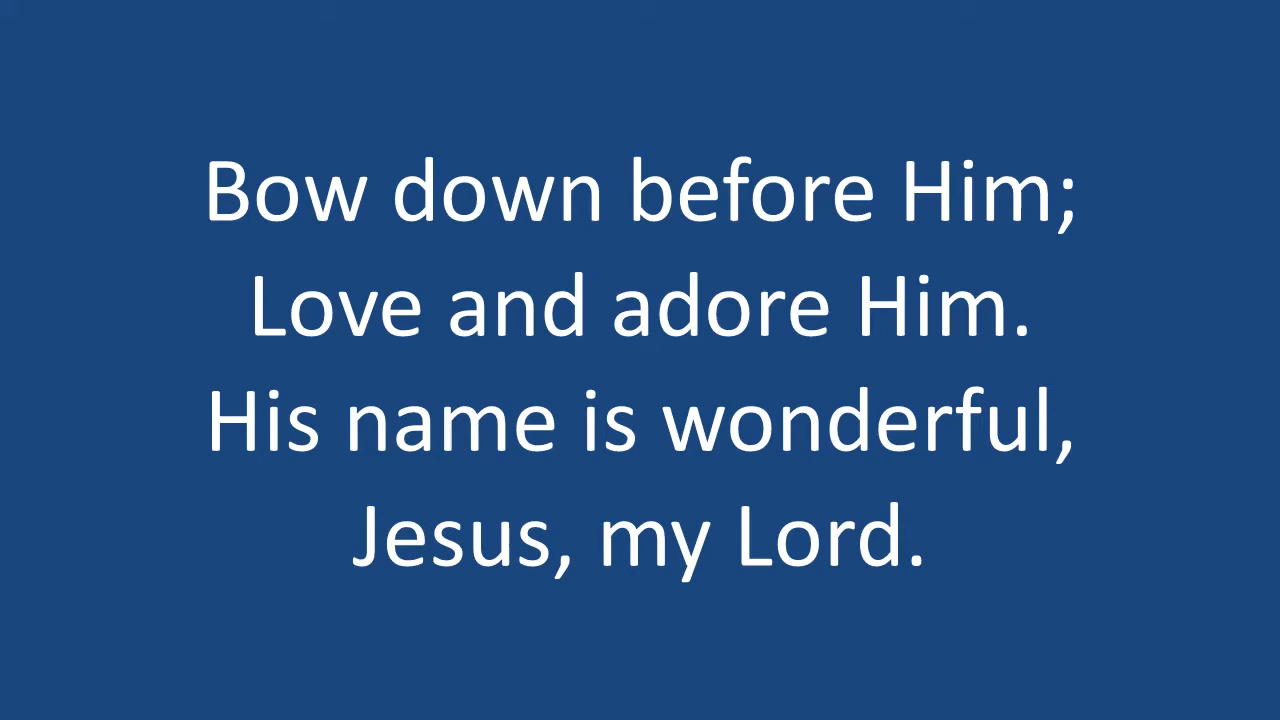 Bow down before Him;
Love and adore Him.
His name is wonderful,
Jesus, my Lord.